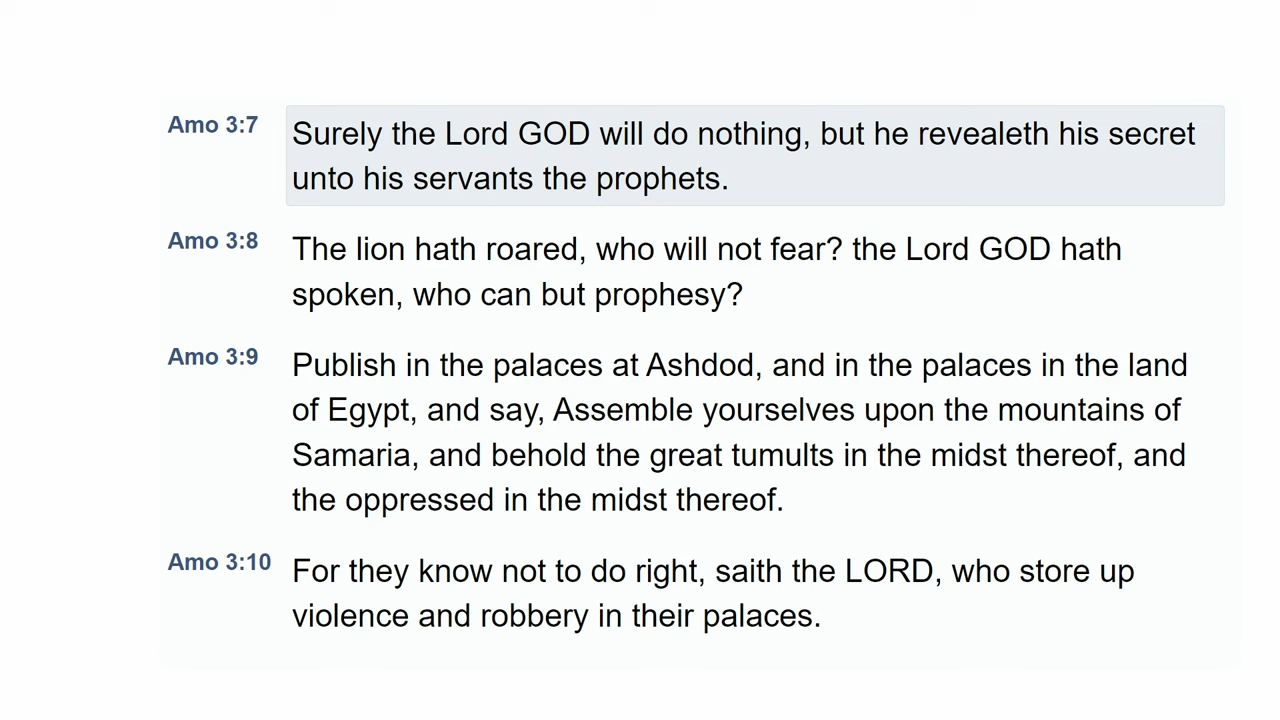 Amo 3:7 Surely the Lord GOD will do nothing, but he revealeth his secret
unto his servants the prophets.
Amo 3:8 The lion hath roared, who will not fear? the Lord GOD hath
spoken, who can but prophesy?
Amo 3:9 Publish in the palaces at Ashdod, and in the palaces in the land
of Egypt, and say, Assemble yourselves upon the mountains of
Samaria, and behold the great tumults in the midst thereof, and
the oppressed in the midst thereof.
Amo 3:10 For they know not to do right, saith the LORD, who store up
violence and robbery in their palaces.